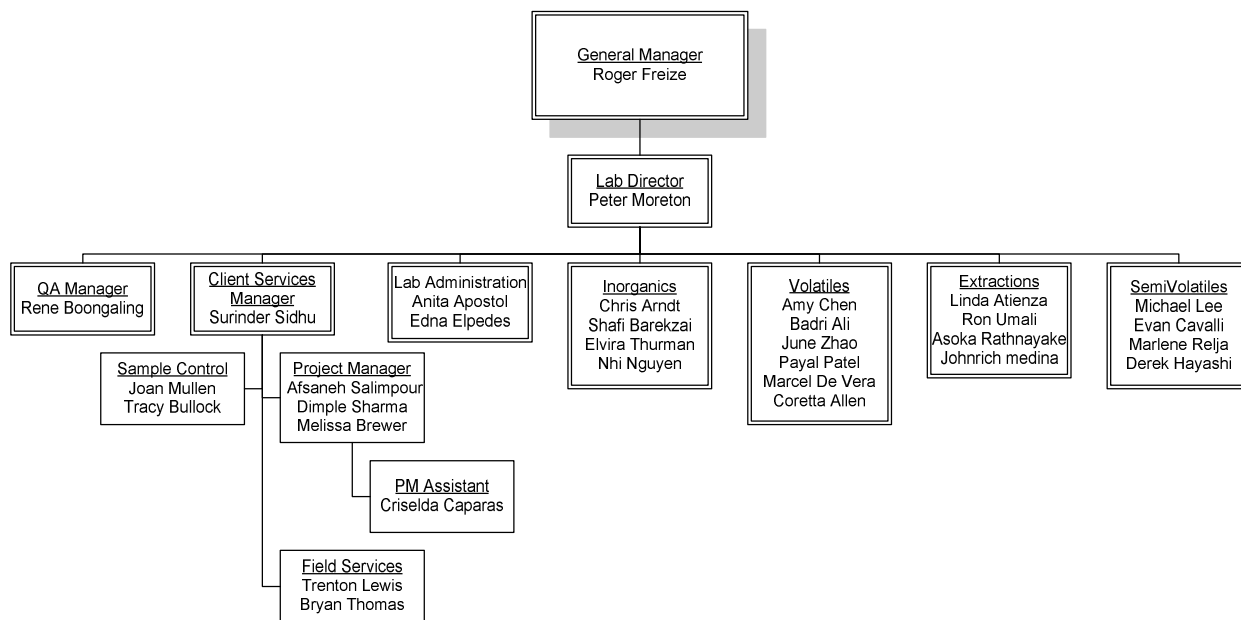 General Manager
Roger Freize
Lab Director
Peter Moreton
QA Manager
Rene Boongaling
Client Services
Manager
Surinder Sidhu
Lab Administration
Anita Apostol
Edna Elpedes
Inorganics
Chris Arndt
Shafi Barekzai
Elvira Thurman
Nhi Nguyen
Volatiles
Amy Chen
Badri Ali
June Zhao
Payal Patel
Marcel De Vera
Coretta Allen
Extractions
Linda Atienza
Ron Umali
Asoka Rathnayake
Johnrich medina
SemiVolatiles
Michael Lee
Evan Cavalli
Marlene Relja
Derek Hayashi
Sample Control
Joan Mullen
Tracy Bullock
Project Manager
Afsaneh Salimpour
Dimple Sharma
Melissa Brewer
PM Assistant
Criselda Caparas
Field Services
Trenton Lewis
Bryan Thomas